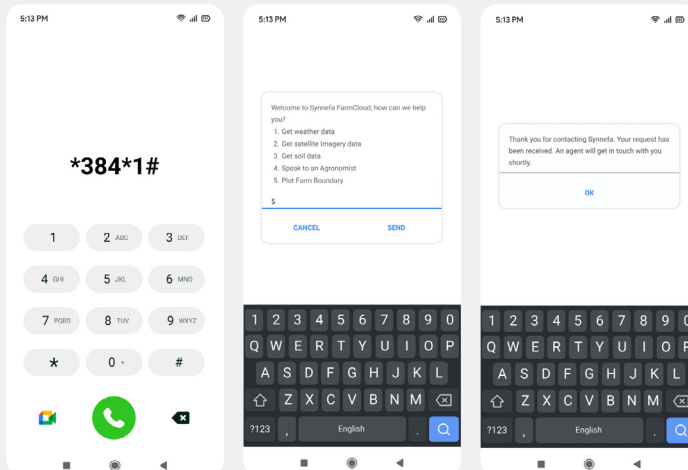 5:13 PM
*384*1#
1
2 ABC
3 DEF
4 GHI
5 JKL
6 MNO
7 PQRS
8 TUV
9 WXYZ
*
0 +
#
5:13 PM
Welcome to Synnefa FarmCloud, how can we help
you?
1. Get weather data
2. Get satellite Imagery data
3. Get soil data
4. Speak to an Agronomist
5. Plot Farm Boundary
5
CANCEL SEND
1 2 3 4 5 6 7 8 9 0
Q W E R T Y U I O P
A S D F G H J K L
Z X C V B N M
?123 , English .
5:13 PM
Thank you for contacting Synnefa. Your request has
been received. An agent will get in touch with you
shortly.
OK
1 2 3 4 5 6 7 8 9 0
Q W E R T Y U I O P
A S D F G H J K L
Z X C V B N M
?123 , English .